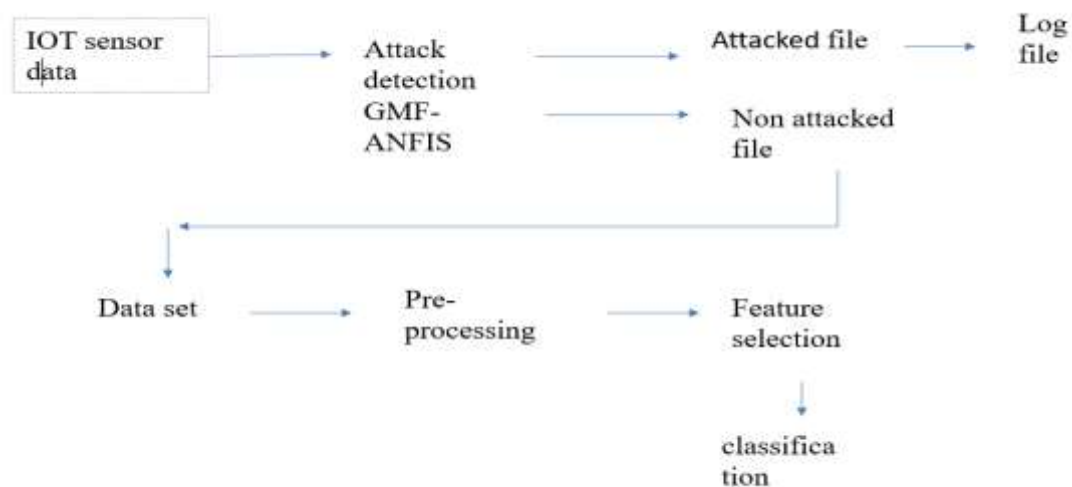 IOT sensor
data
Attack
detection
GMF-
ANFIS
Attacked file
Log
file
Non attacked
file
Data set
Pre-
processing
Feature
selection
classifica
tion